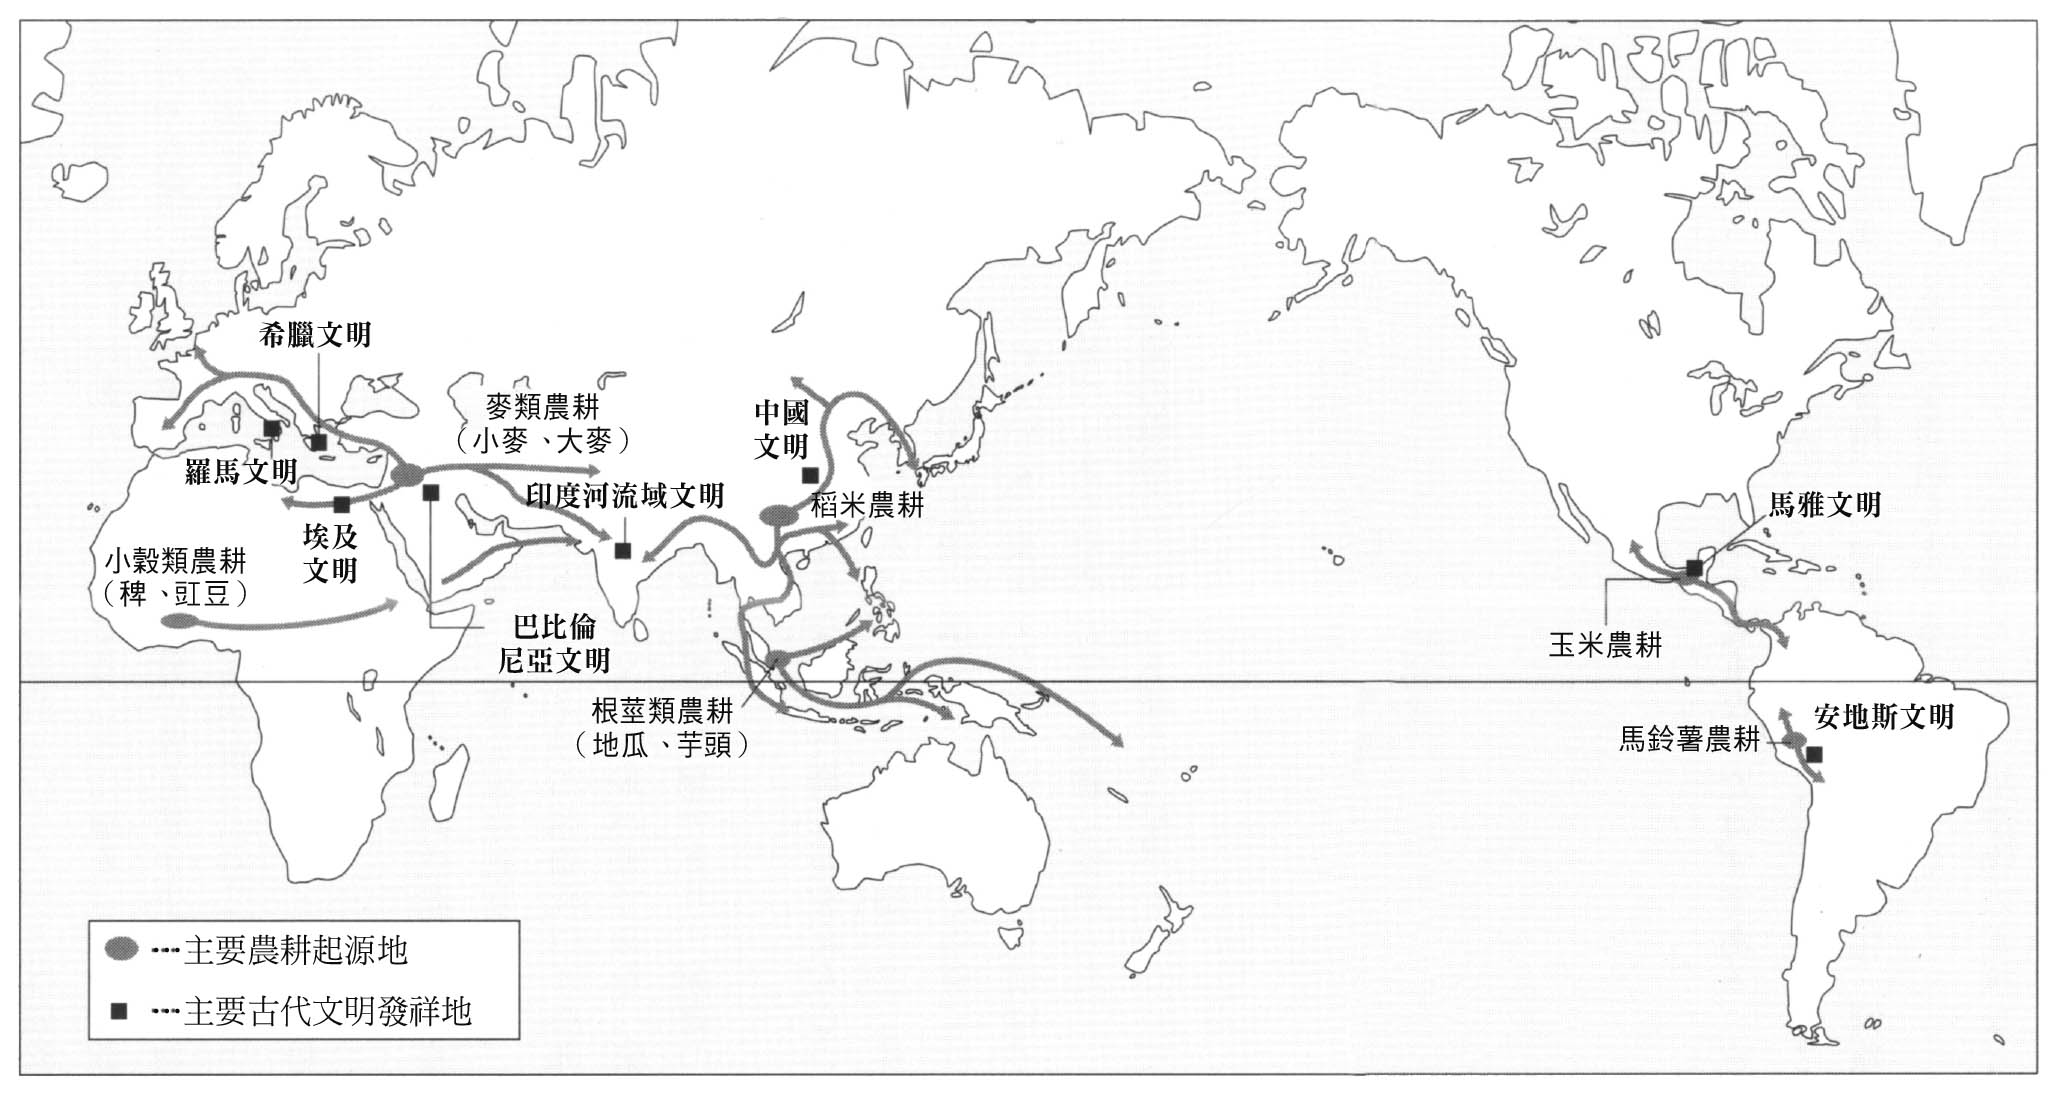 希臘文明
麥類農耕
（小麥、大麥）
中國
文明
羅馬文明
印度河流域文明
稻米農耕
馬雅文明
埃及
文明
小穀類農耕
（稗、豇豆）
巴比倫
尼亞文明
玉米農耕
根莖類農耕
（地瓜、芋頭）
安地斯文明
馬鈴薯農耕
主要農耕起源地
主要古代文明發祥地